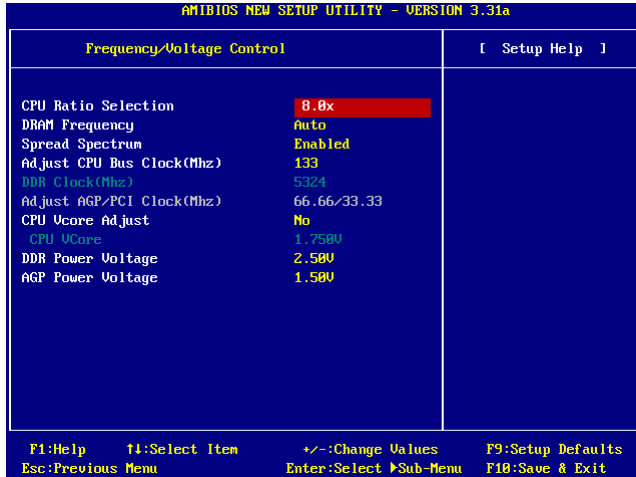 AMIBIOS NEW SETUP UTILITY - VERSION 3.31a
Frequency/Voltage Control
[ Setup Help ]
CPU Ratio Selection 8.0x
DRAM Frequency Auto
Spread Spectrum Enabled
Adjust CPU Bus Clock(Mhz) 133
DDR Clock(Mhz) 5324
Adjust AGP/PCI Clock(Mhz) 66.66/33.33
CPU Vcore Adjust No
CPU VCore 1.750V
DDR Power Voltage 2.50V
AGP Power Voltage 1.50V
F1:Help ↑↓:Select Item +/-:Change Values F9:Setup Defaults
Esc:Previous Menu Enter:Select ▶Sub-Menu F10:Save & Exit